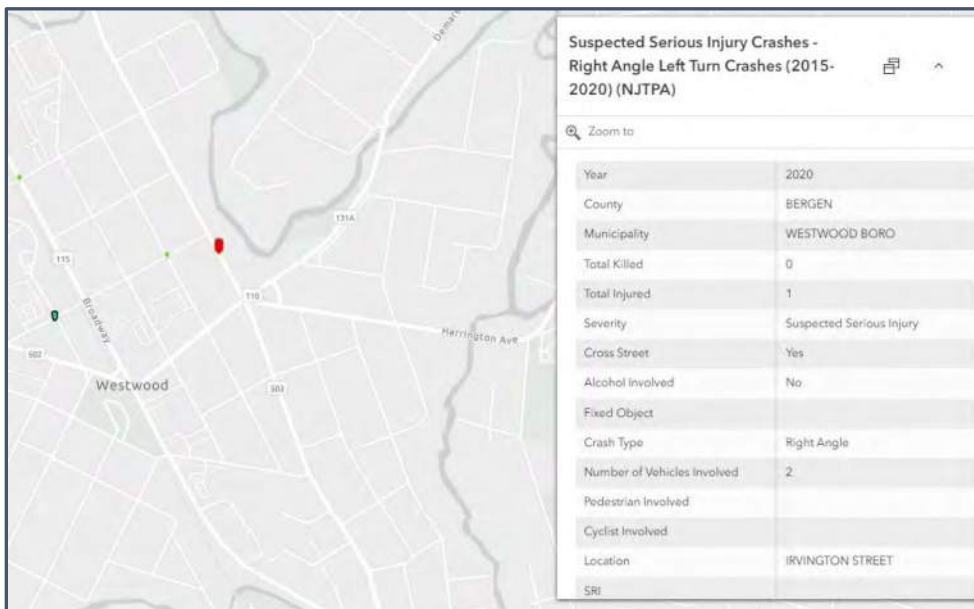 Suspected Serious Injury Crashes -
Right Angle Left Turn Crashes (2015-
2020) (NJTPA)
Zoom to
Year 2020
County BERGEN
Municipality WESTWOOD BORO
Total Killed 0
Total Injured 1
Severity Suspected Serious Injury
Cross Street Yes
Alcohol Involved No
Fixed Object
Crash Type Right Angle
Number of Vehicles Involved 2
Pedestrian Involved
Cyclist Involved
Location IRVINGTON STREET
SRI
Demare
131A
115
110
Broadway
Harrington Ave
502
Westwood
503